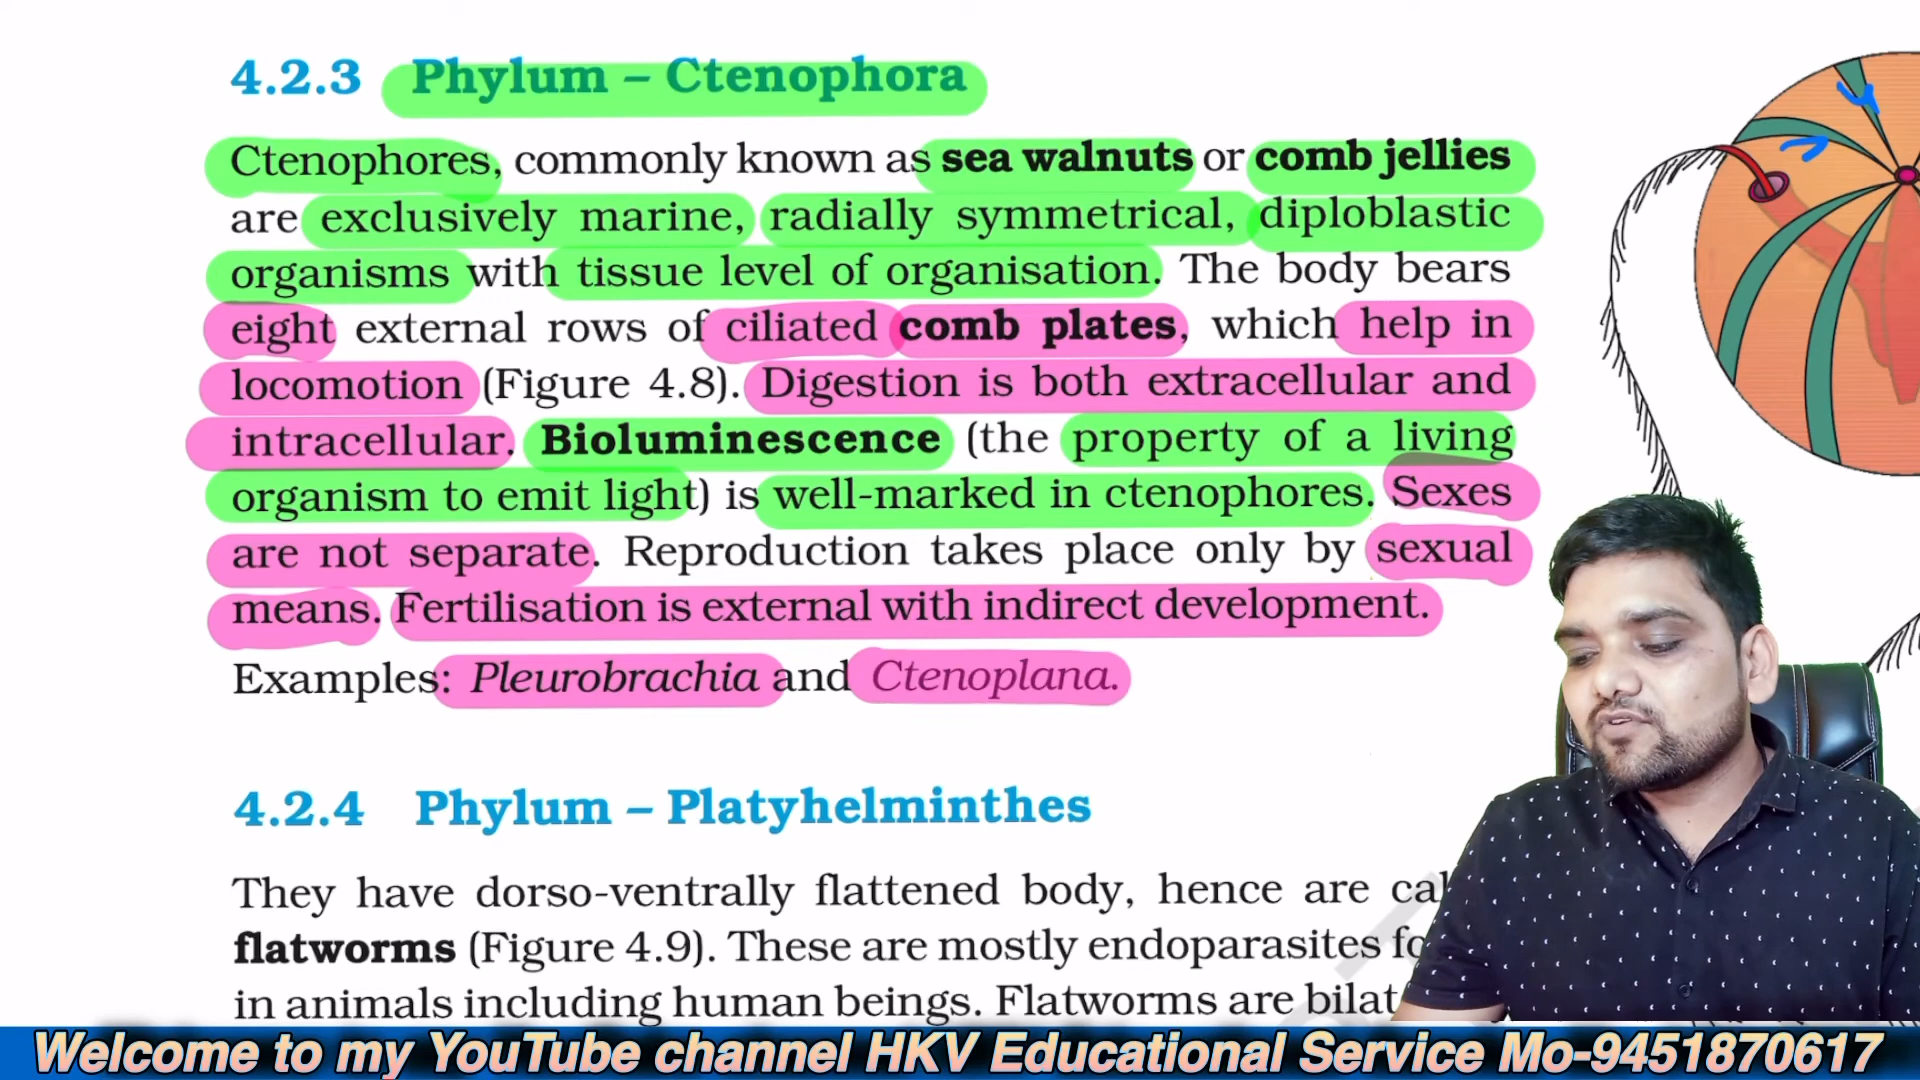 4.2.3 Phylum – Ctenophora
Ctenophores, commonly known as sea walnuts or comb jellies
are exclusively marine, radially symmetrical, diploblastic
organisms with tissue level of organisation. The body bears
eight external rows of ciliated comb plates, which help in
locomotion (Figure 4.8). Digestion is both extracellular and
intracellular. Bioluminescence (the property of a living
organism to emit light) is well-marked in ctenophores. Sexes
are not separate. Reproduction takes place only by sexual
means. Fertilisation is external with indirect development.
Examples: Pleurobrachia and Ctenoplana.
4.2.4 Phylum – Platyhelminthes
They have dorso-ventrally flattened body, hence are
flatworms (Figure 4.9). These are mostly endoparasites
in animals including human beings. Flatworms are
Welcome to my YouTube channel HKV Educational Service Mo-9451870617